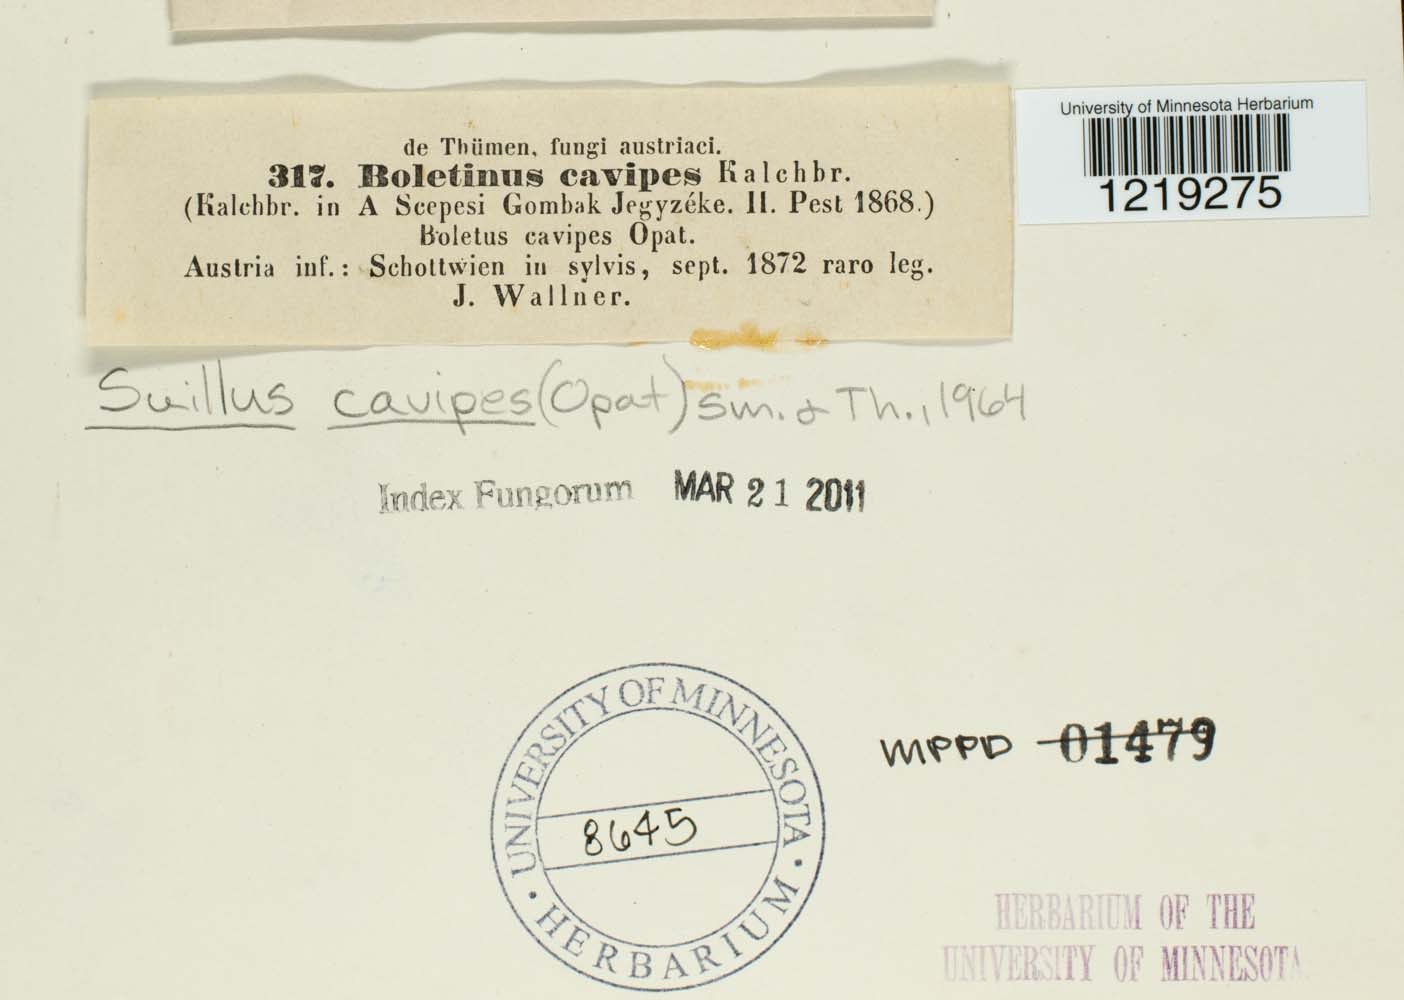 de Thümen, fungi austriaci.
317. Boletinus cavipes Kalchbr.
(Kalchbr. in A Scepesi Gombak Jegyzéke. II. Pest 1868.)
Boletus cavipes Opat.
Austria inf.: Schottwien in sylvis, sept. 1872 raro leg.
J. Wallner.
University of Minnesota Herbarium
1219275
Suillus cavipes (Opat) Sm. & Th., 1964
Index Fungorum MAR 21 2011
UNIVERSITY OF MINNESOTA
8645
HERBARIUM
MPPD 01479
HERBARIUM OF THE
UNIVERSITY OF MINNESOTA